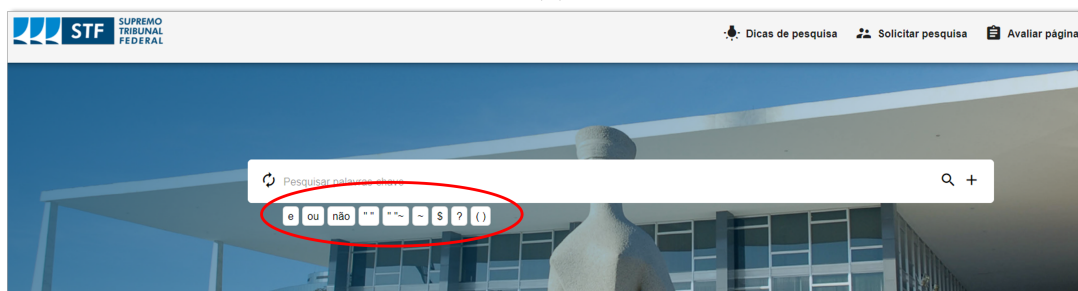 STF
SUPREMO
TRIBUNAL
FEDERAL
Dicas de pesquisa
Solicitar pesquisa
Avaliar página
Pesquisar palavras chave
e ou não " " " "~ ~ $ ? ( )